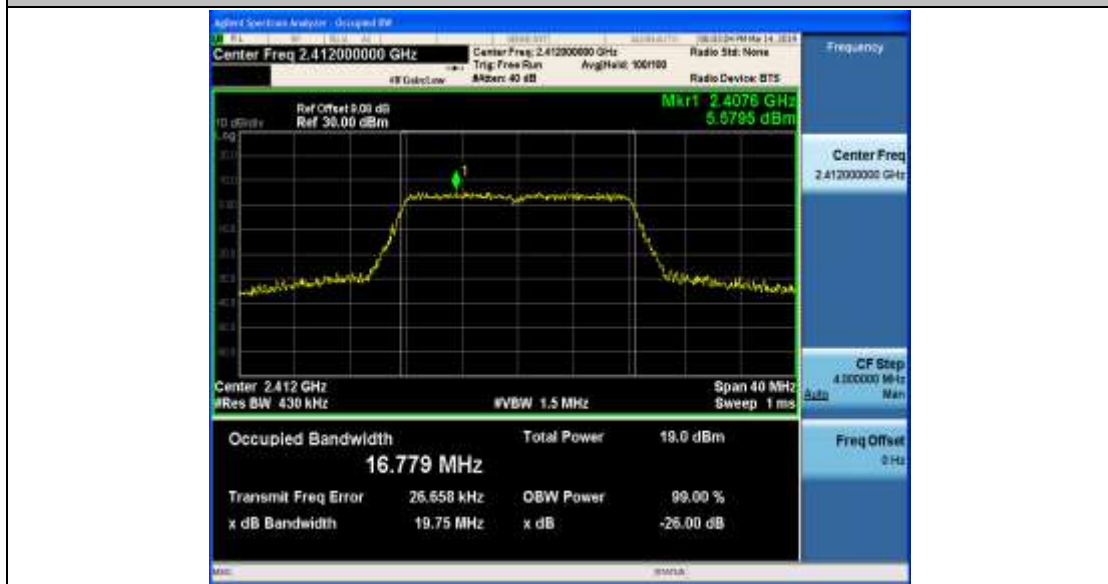 Agilent Spectrum Analyzer - Occupied BW
Center Freq 2.412000000 GHz
Center Freq: 2.412000000 GHz
Trig: Free Run Avg|Hold: 100/100
#IFGain:Low #Atten: 40 dB
Radio Std: None
Radio Device: BTS
Frequency
Ref Offset 9.08 dB
10 dB/div Ref 30.00 dBm
Log
Mkr1 2.4076 GHz
5.5795 dBm
1
Center Freq
2.412000000 GHz
Center 2.412 GHz Span 40 MHz
#Res BW 430 kHz #VBW 1.5 MHz Sweep 1 ms
CF Step
4.000000 MHz
Auto Man
Occupied Bandwidth Total Power 19.0 dBm
16.779 MHz
Freq Offset
0 Hz
Transmit Freq Error 26.658 kHz OBW Power 99.00 %
x dB Bandwidth 19.75 MHz x dB -26.00 dB
MSG STATUS